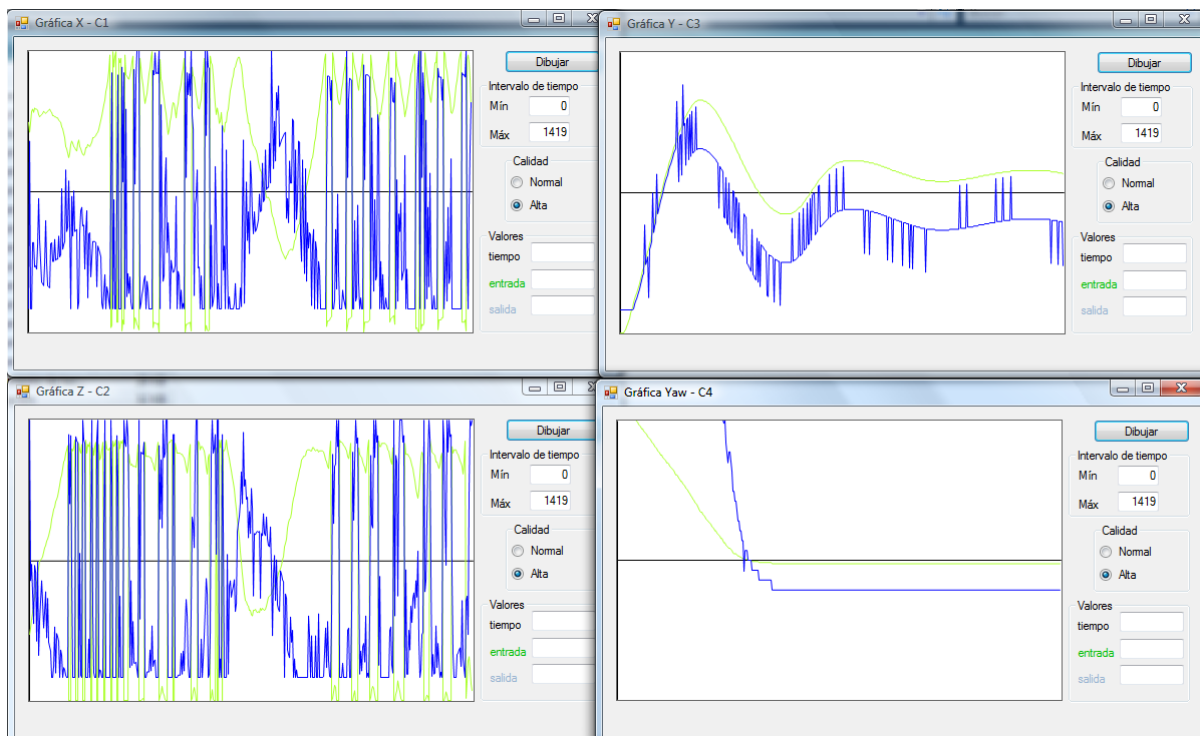 Gráfica X - C1
Dibujar
Intervalo de tiempo
Mín 0
Máx 1419
Calidad
Normal
Alta
Valores
tiempo
entrada
salida
Gráfica Y - C3
Dibujar
Intervalo de tiempo
Mín 0
Máx 1419
Calidad
Normal
Alta
Valores
tiempo
entrada
salida
Gráfica Z - C2
Dibujar
Intervalo de tiempo
Mín 0
Máx 1419
Calidad
Normal
Alta
Valores
tiempo
entrada
salida
Gráfica Yaw - C4
Dibujar
Intervalo de tiempo
Mín 0
Máx 1419
Calidad
Normal
Alta
Valores
tiempo
entrada
salida